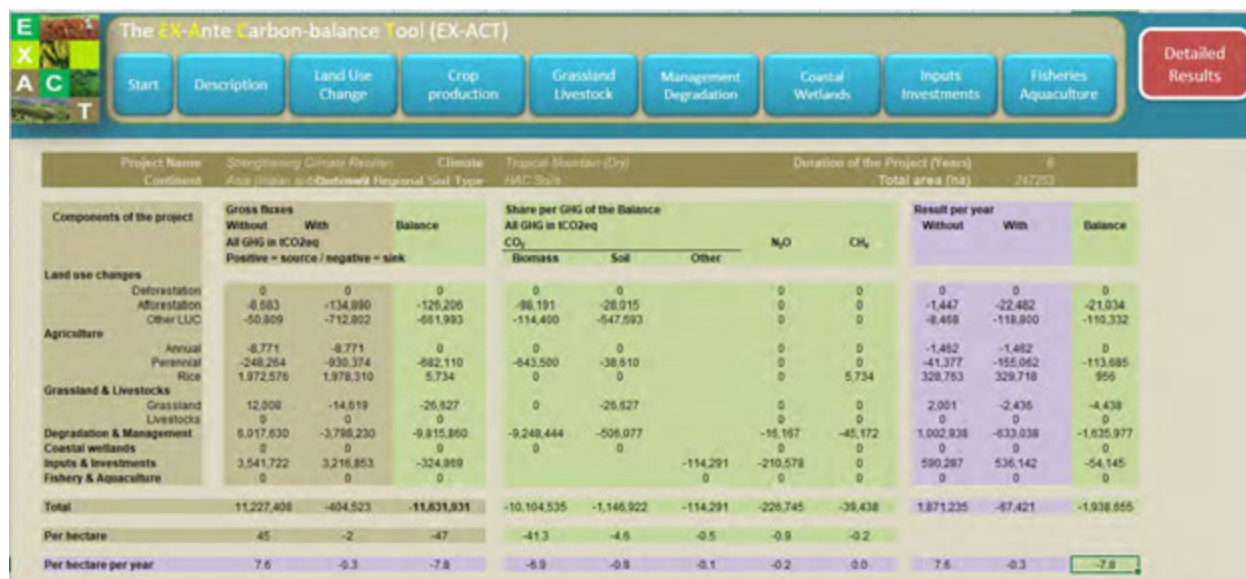 E
X
A C
T
The EX-Ante Carbon-balance Tool (EX-ACT)
Start Description Land Use Change Crop production Grassland Livestock Management Degradation Coastal Wetlands Inputs Investments Fisheries Aquaculture
Detailed Results
Project Name Strengthening Climate Resilien Climate Tropical Mountain (Dry) Duration of the Project (Years) 6
Continent Asia (Indian Regional Soil Type HAC Soils Total area (ha) 247253
Components of the project Gross fluxes Share per GHG of the Balance Result per year
Without With Balance All GHG in tCO2eq Without With Balance
All GHG in tCO2eq CO2 N2O CH4
Positive = source / negative = sink Biomass Soil Other
Land use changes
Deforestation 0 0 0 0 0 0 0 0 0 0
Afforestation -8,683 -134,890 -126,206 -98,191 -28,015 0 0 -1,447 -22,482 -21,034
Other LUC -50,809 -712,802 -661,993 -114,400 -547,593 0 0 -8,468 -118,800 -110,332
Agriculture
Annual -8,771 -8,771 0 0 0 0 0 -1,462 -1,462 0
Perennial -248,264 -930,374 -682,110 -643,500 -38,610 0 0 -41,377 -155,062 -113,685
Rice 1,972,576 1,978,310 5,734 0 0 0 5,734 328,763 329,718 956
Grassland & Livestocks
Grassland 12,008 -14,619 -26,627 0 -26,627 0 0 2,001 -2,436 -4,438
Livestocks 0 0 0 0 0 0 0 0
Degradation & Management 6,017,630 -3,798,230 -9,815,860 -9,248,444 -506,077 -16,167 -45,172 1,002,938 -633,038 -1,635,977
Coastal wetlands 0 0 0 0 0 0 0 0 0 0
Inputs & Investments 3,541,722 3,216,853 -324,869 -114,291 -210,578 0 590,287 536,142 -54,145
Fishery & Aquaculture 0 0 0 0 0 0 0 0 0
Total 11,227,408 -404,523 -11,631,931 -10,104,535 -1,146,922 -114,291 -226,745 -39,438 1,871,235 -67,421 -1,938,655
Per hectare 45 -2 -47 -41.3 -4.6 -0.5 -0.9 -0.2
Per hectare per year 7.6 -0.3 -7.8 -6.9 -0.8 -0.1 -0.2 0.0 7.6 -0.3 -7.8